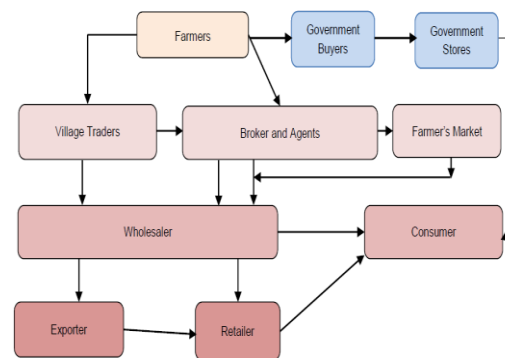 Farmers
Government
Buyers
Government
Stores
Village Traders
Broker and Agents
Farmer's Market
Wholesaler
Consumer
Exporter
Retailer